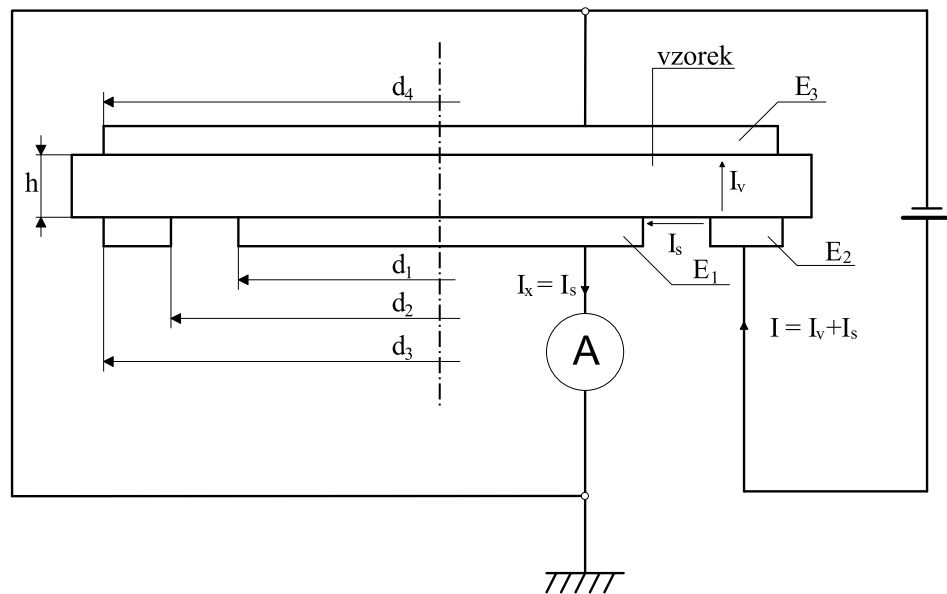 vzorek
d4
E3
h
Iv
Is
E2
E1
d1
Ix = Is
d2
I = Iv+Is
d3
A